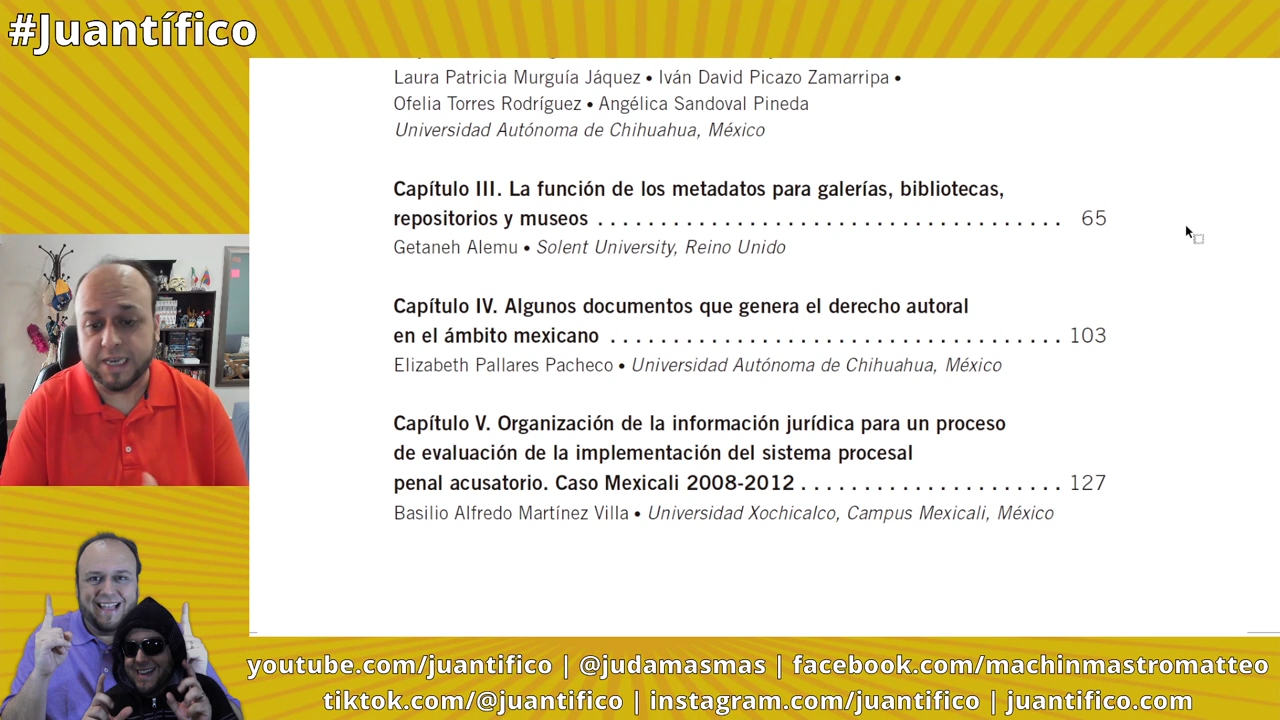 #Juantífico
Laura Patricia Murguía Jáquez • Iván David Picazo Zamarripa •
Ofelia Torres Rodríguez • Angélica Sandoval Pineda
Universidad Autónoma de Chihuahua, México
Capítulo III. La función de los metadatos para galerías, bibliotecas,
repositorios y museos . . . . . . . . . . . . . . . . . . . . . . . . . . . . . . . . . . . . . 65
Getaneh Alemu • Solent University, Reino Unido
Capítulo IV. Algunos documentos que genera el derecho autoral
en el ámbito mexicano . . . . . . . . . . . . . . . . . . . . . . . . . . . . . . . . . . . . 103
Elizabeth Pallares Pacheco • Universidad Autónoma de Chihuahua, México
Capítulo V. Organización de la información jurídica para un proceso
de evaluación de la implementación del sistema procesal
penal acusatorio. Caso Mexicali 2008-2012 . . . . . . . . . . . . . . . . . . . . . 127
Basilio Alfredo Martínez Villa • Universidad Xochicalco, Campus Mexicali, México
youtube.com/juantifico | @judamasmas | facebook.com/machinmastromatteo
tiktok.com/@juantifico | instagram.com/juantifico | juantifico.com